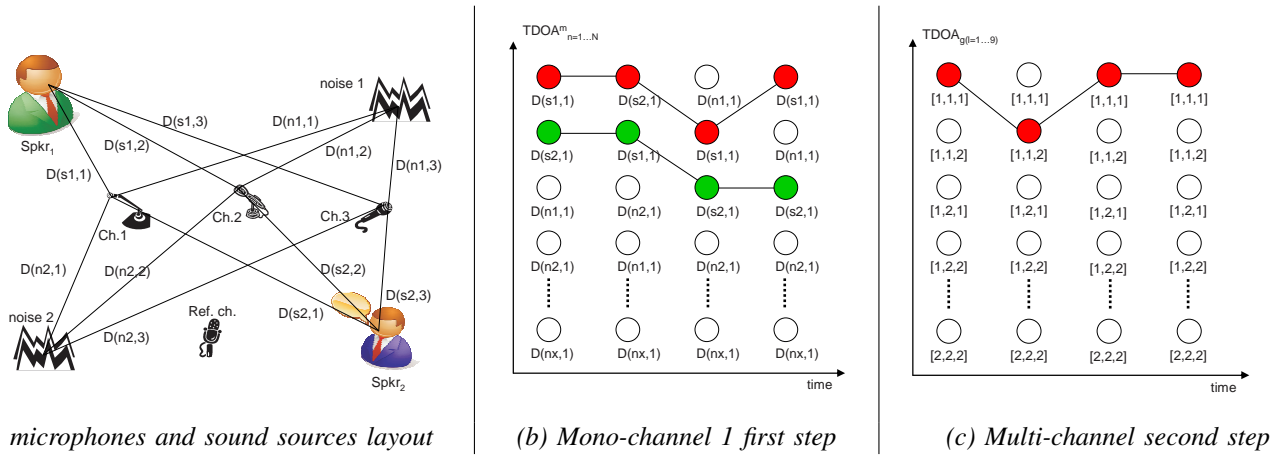 noise 1
Spkr1
D(s1,3)
D(s1,2)
D(s1,1)
D(n1,1)
D(n1,2)
D(n1,3)
Ch.1
Ch.2
Ch.3
D(n2,1)
D(n2,2)
D(n2,3)
D(s2,2)
D(s2,1)
D(s2,3)
noise 2
Ref. ch.
Spkr2
microphones and sound sources layout
TDOA^m n=1...N
D(s1,1) D(s2,1) D(n1,1) D(s1,1)
D(s2,1) D(s1,1) D(s1,1) D(n1,1)
D(n1,1) D(n2,1) D(s2,1) D(s2,1)
D(n2,1) D(n1,1) D(n2,1) D(n2,1)
D(nx,1) D(nx,1) D(nx,1) D(nx,1)
time
(b) Mono-channel 1 first step
TDOA g(l=1...9)
[1,1,1] [1,1,1] [1,1,1] [1,1,1]
[1,1,2] [1,1,2] [1,1,2] [1,1,2]
[1,2,1] [1,2,1] [1,2,1] [1,2,1]
[1,2,2] [1,2,2] [1,2,2] [1,2,2]
[2,2,2] [2,2,2] [2,2,2] [2,2,2]
time
(c) Multi-channel second step